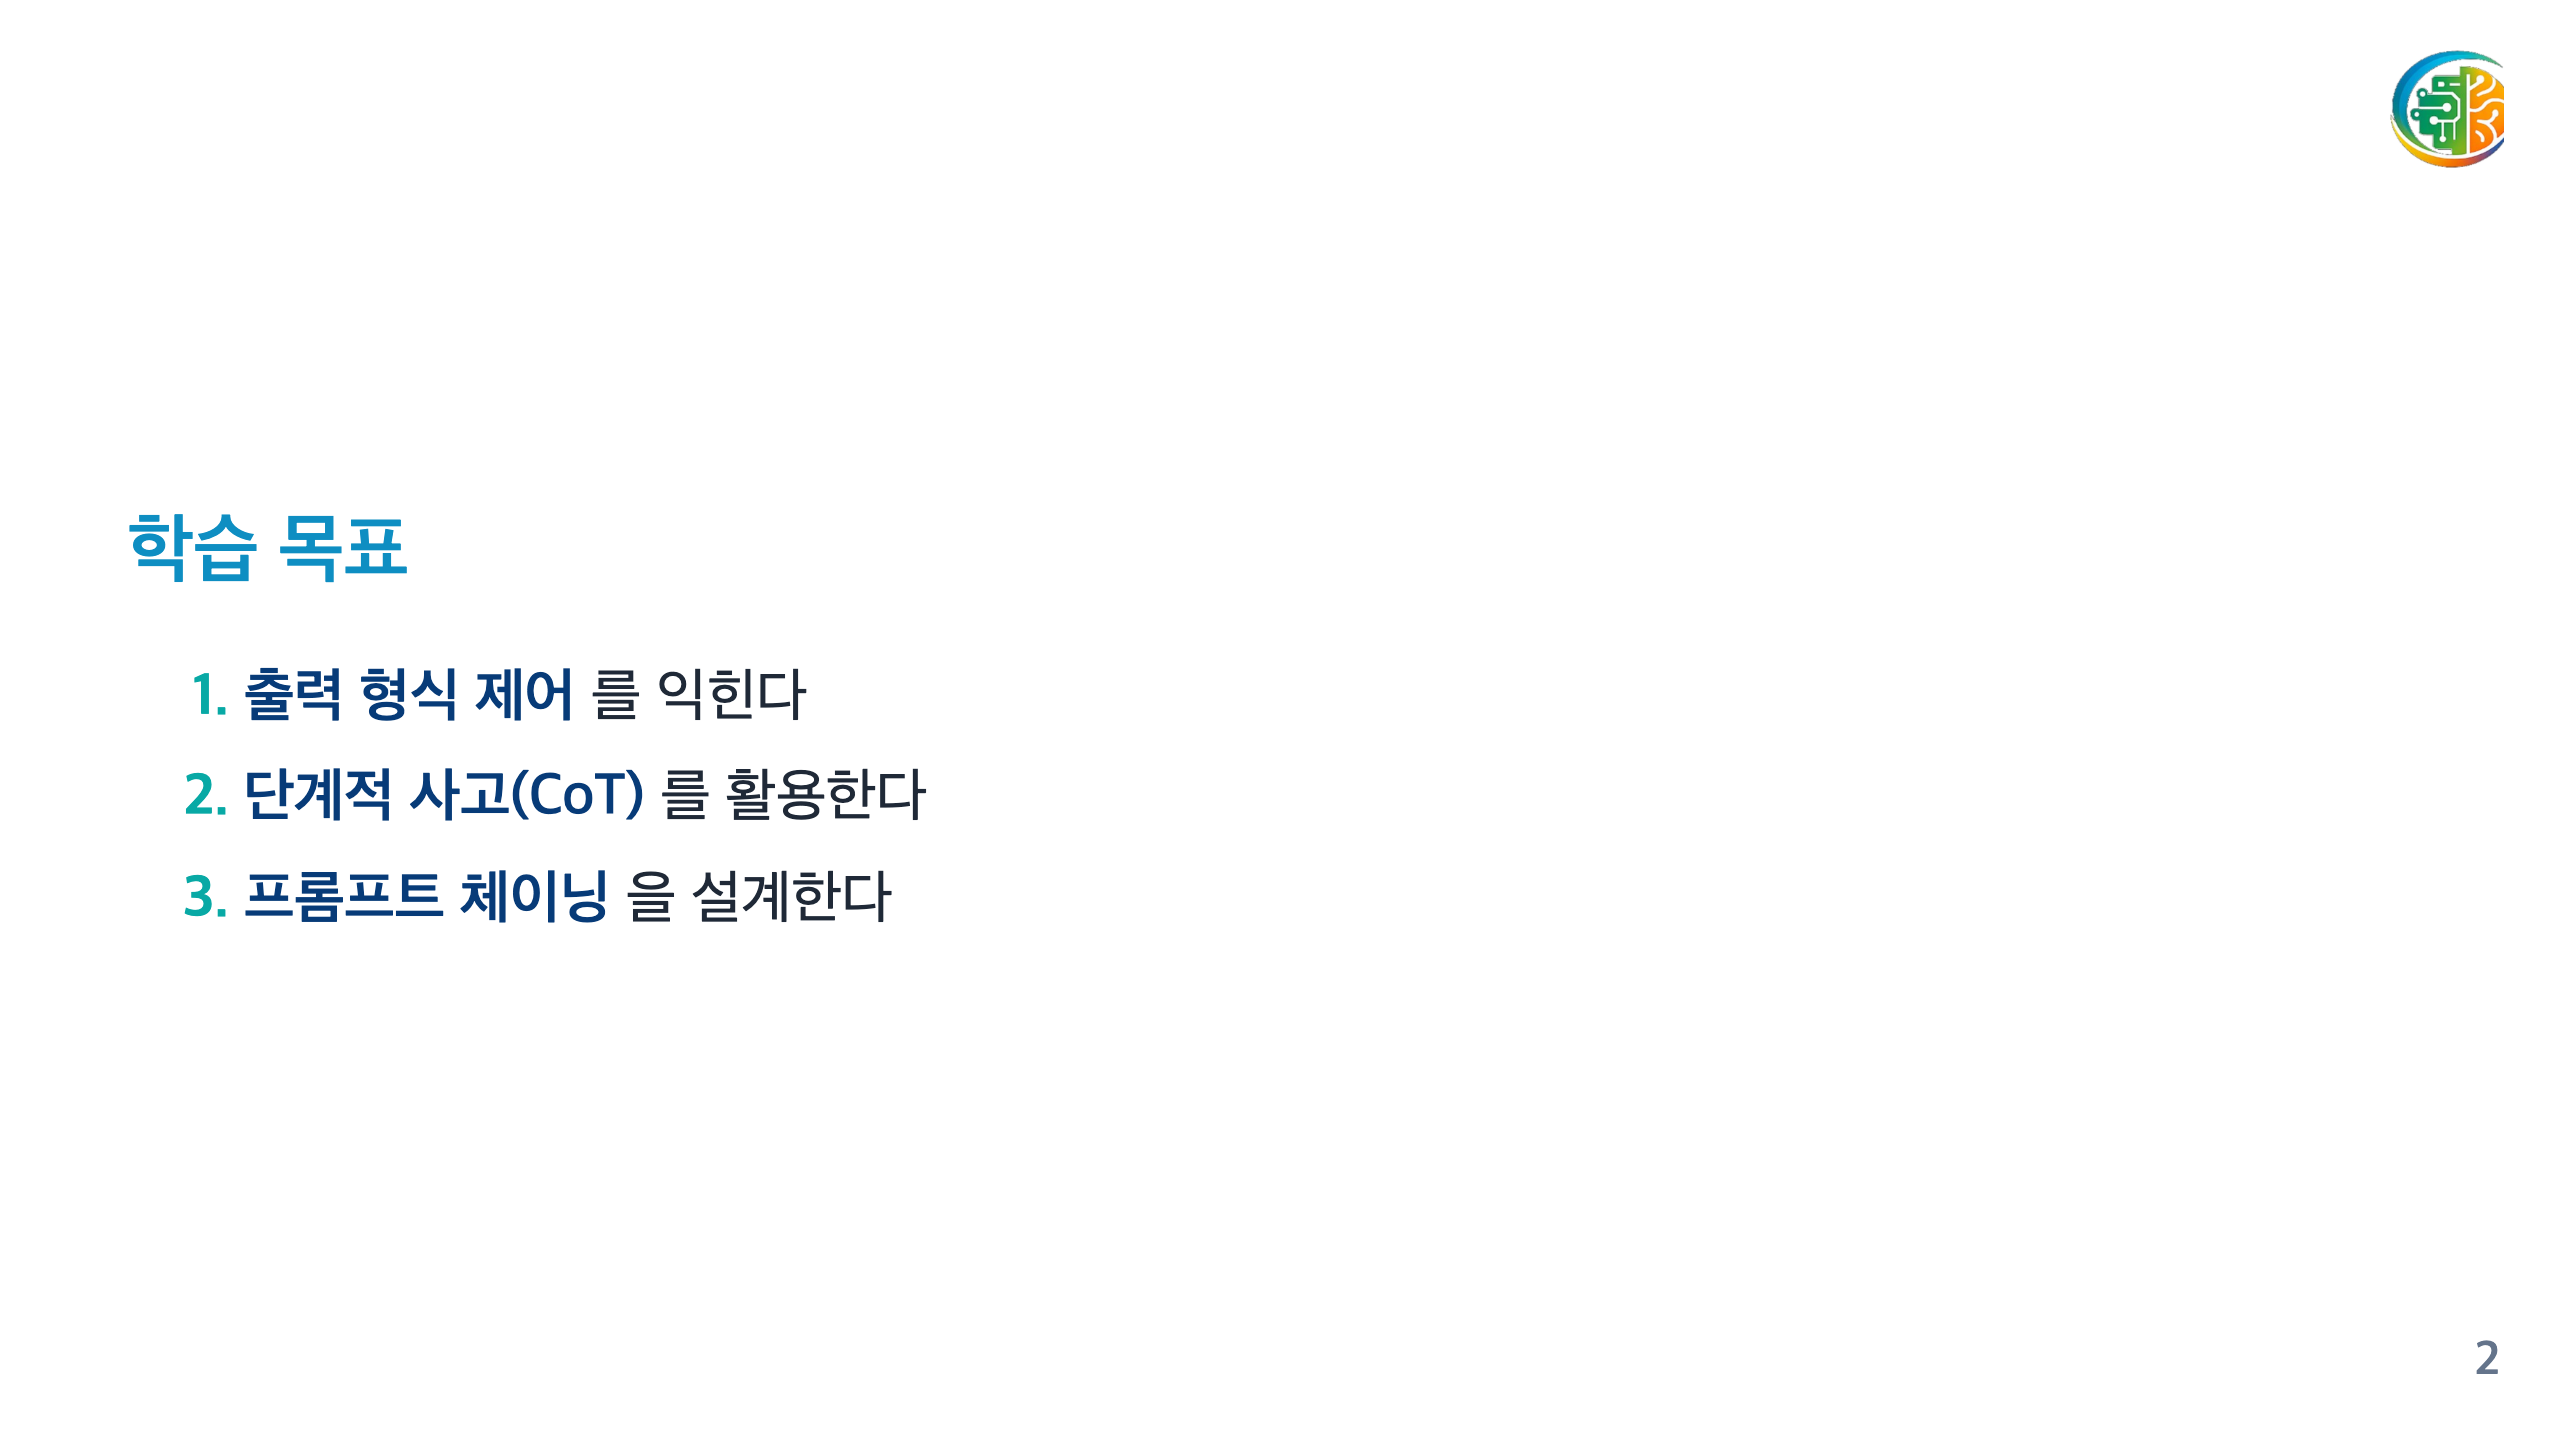 학습 목표
1. 출력 형식 제어 를 익힌다
2. 단계적 사고(CoT) 를 활용한다
3. 프롬프트 체이닝 을 설계한다
2